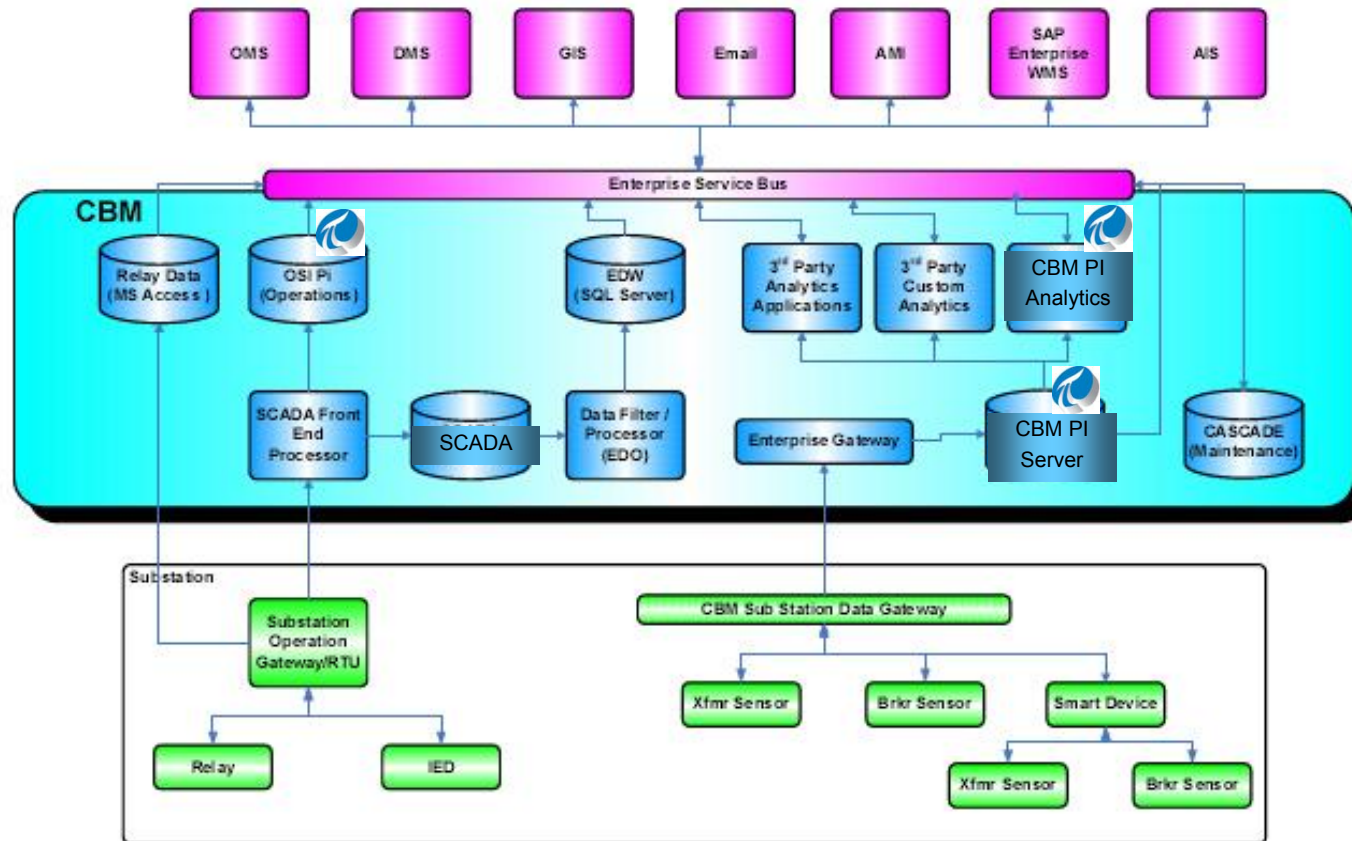 OMS
DMS
GIS
Email
AMI
SAP
Enterprise
WMS
AIS
Enterprise Service Bus
CBM
Relay Data
(MS Access )
OSI Pi
(Operations)
EDW
(SQL Server)
3rd Party
Analytics
Applications
3rd Party
Custom
Analytics
CBM PI
Analytics
SCADA Front
End
Processor
SCADA
Data Filter /
Processor
(EDO)
Enterprise Gateway
CBM PI
Server
CASCADE
(Maintenance)
Substation
Substation
Operation
Gateway/RTU
CBM Sub Station Data Gateway
Xfmr Sensor
Brkr Sensor
Smart Device
Relay
IED
Xfmr Sensor
Brkr Sensor